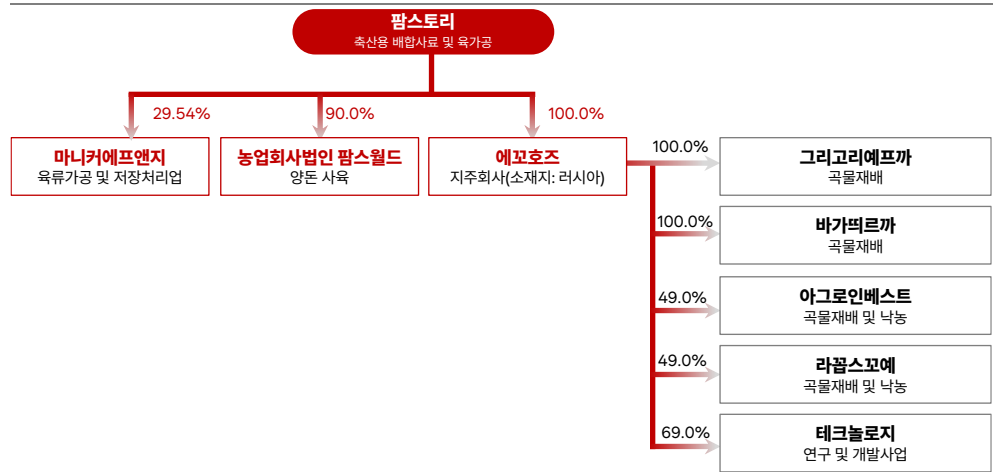 팜스토리
축산용 배합사료 및 육가공
29.54%
90.0%
100.0%
마니커에프앤지
육류가공 및 저장처리업
농업회사법인 팜스월드
양돈 사육
에꼬호즈
지주회사(소재지: 러시아)
100.0%
그리고리예프까
곡물재배
100.0%
바가띄르까
곡물재배
49.0%
아그로인베스트
곡물재배 및 낙농
49.0%
라꼽스꼬예
곡물재배 및 낙농
69.0%
테크놀로지
연구 및 개발사업